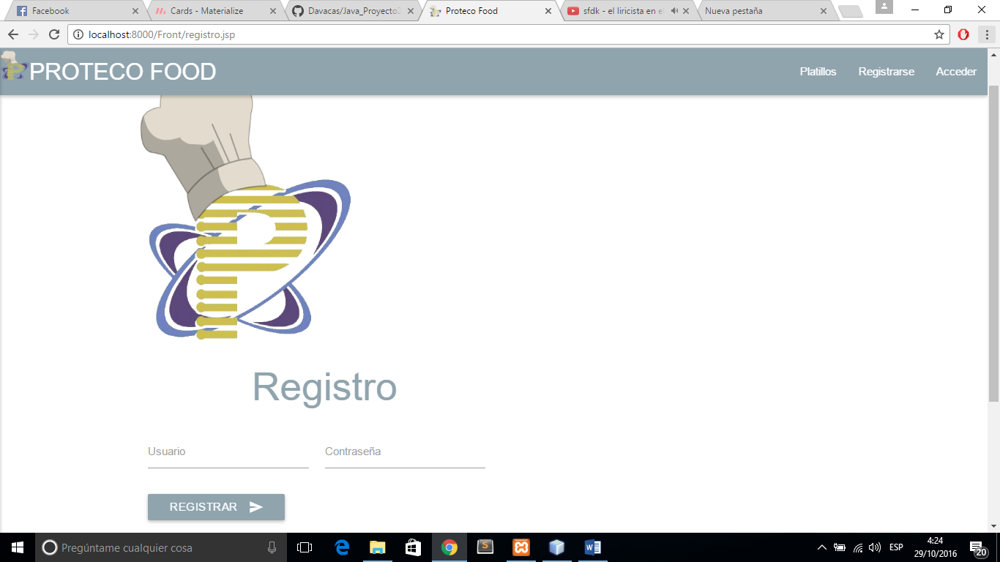 Facebook
Cards - Materialize
Davacas/Java_Proyecto2
Proteco Food
sfdk - el liricista en el
Nueva pestaña
localhost:8000/Front/registro.jsp
PROTECO FOOD
Platillos
Registrarse
Acceder
Registro
Usuario
Contraseña
REGISTRAR
Pregúntame cualquier cosa
ESP
4:24
29/10/2016
20